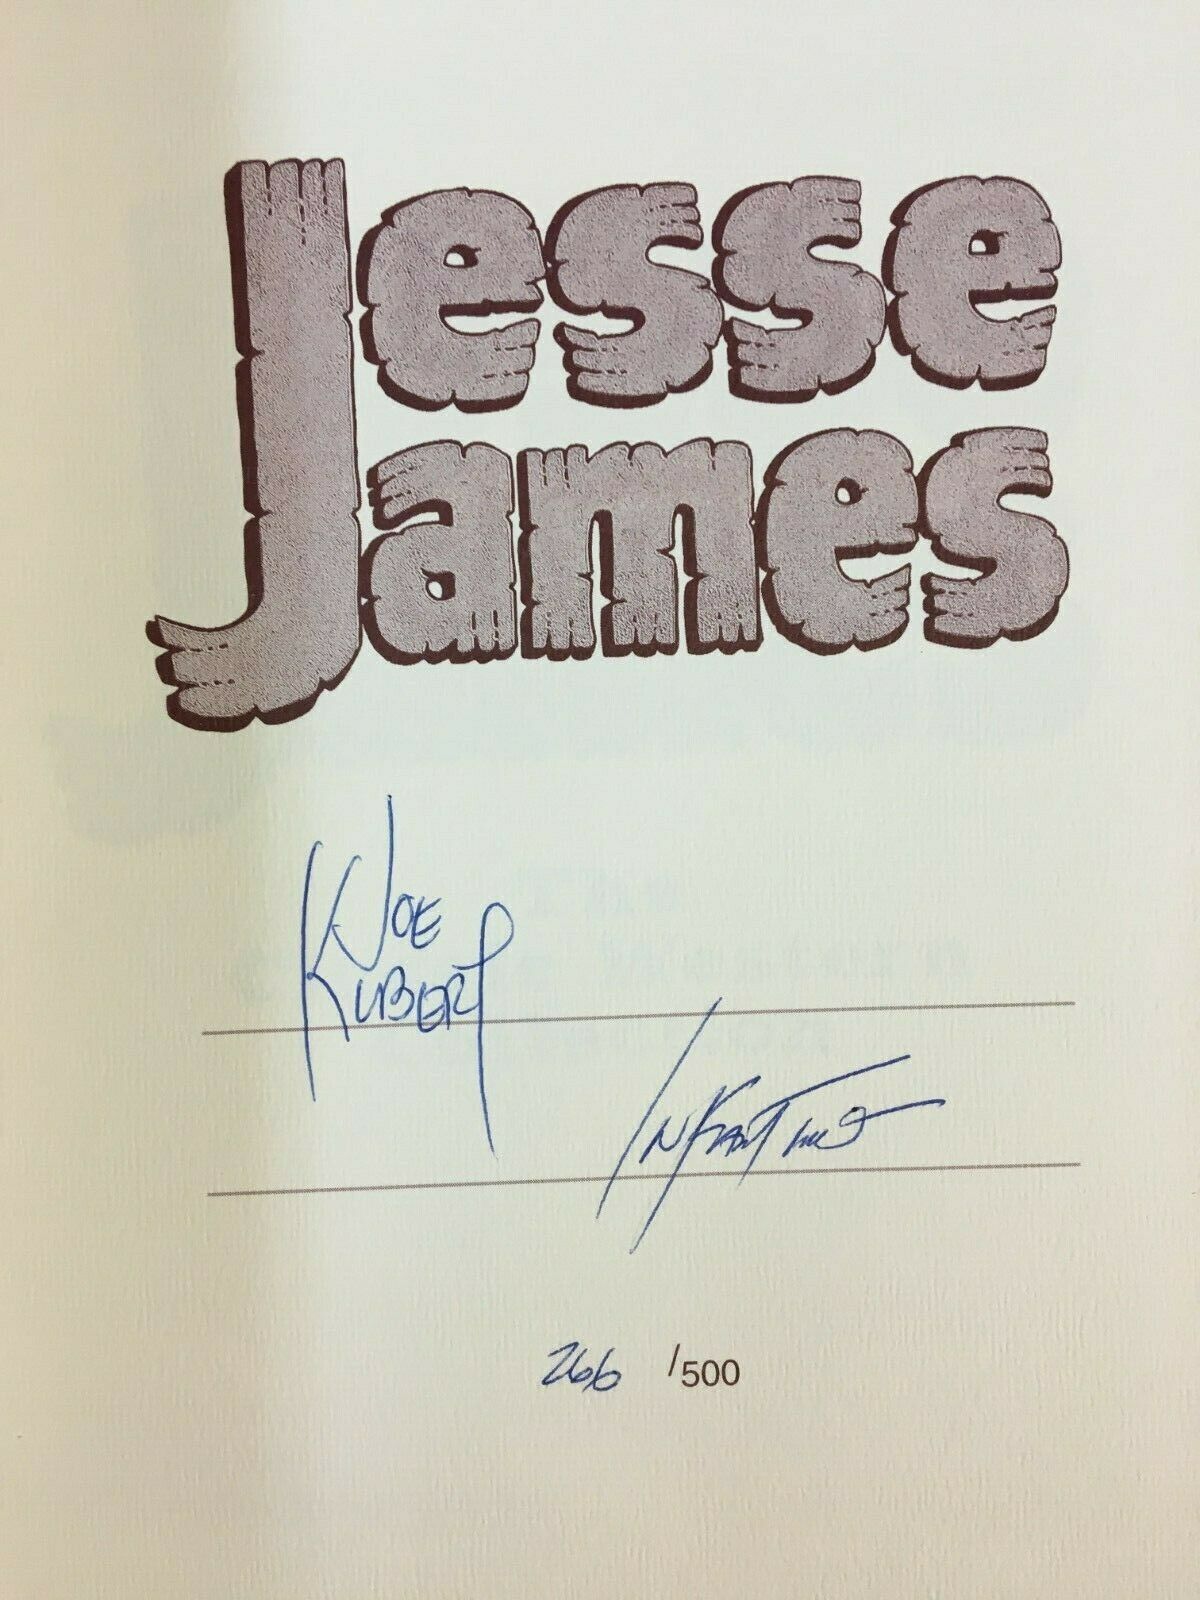 Jesse
James
JOE
KUBERT
INFANTINO
266 /500